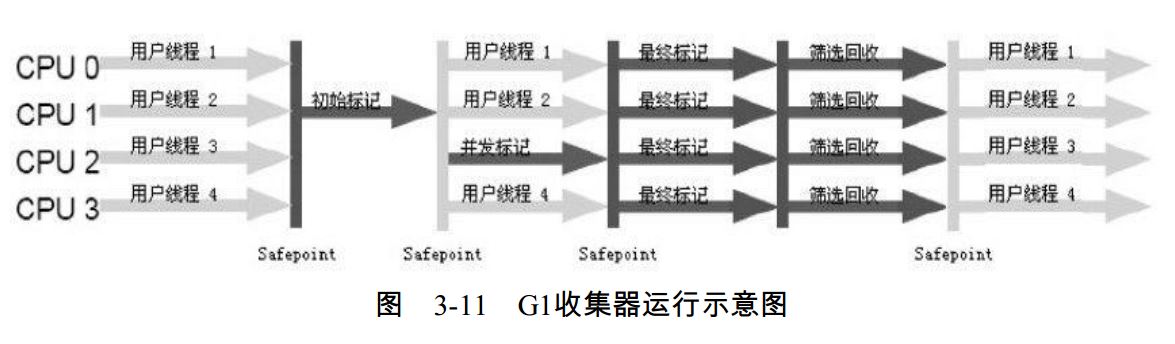 CPU 0 用户线程 1 用户线程 1 最终标记 筛选回收 用户线程 1
CPU 1 用户线程 2 初始标记 用户线程 2 最终标记 筛选回收 用户线程 2
CPU 2 用户线程 3 并发标记 最终标记 筛选回收 用户线程 3
CPU 3 用户线程 4 用户线程 4 最终标记 筛选回收 用户线程 4
Safepoint Safepoint Safepoint Safepoint
图 3-11 G1收集器运行示意图